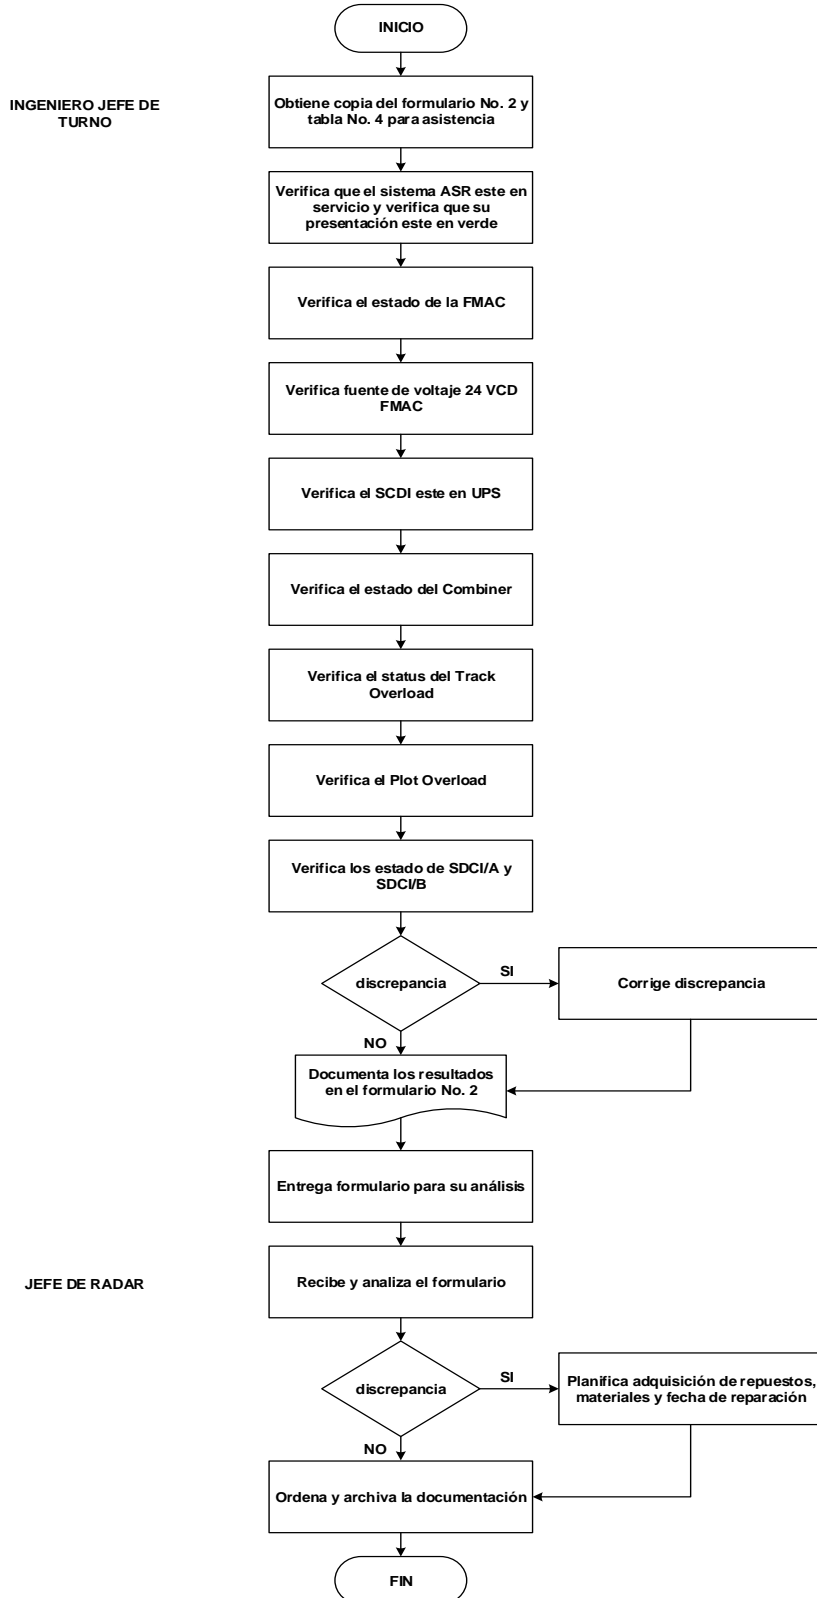 INICIO
INGENIERO JEFE DE
TURNO
Obtiene copia del formulario No. 2 y
tabla No. 4 para asistencia
Verifica que el sistema ASR este en
servicio y verifica que su
presentación este en verde
Verifica el estado de la FMAC
Verifica fuente de voltaje 24 VCD
FMAC
Verifica el SCDI este en UPS
Verifica el estado del Combiner
Verifica el status del Track
Overload
Verifica el Plot Overload
Verifica los estado de SDCI/A y
SDCI/B
discrepancia
SI
Corrige discrepancia
NO
Documenta los resultados
en el formulario No. 2
Entrega formulario para su análisis
JEFE DE RADAR
Recibe y analiza el formulario
discrepancia
SI
Planifica adquisición de repuestos,
materiales y fecha de reparación
NO
Ordena y archiva la documentación
FIN